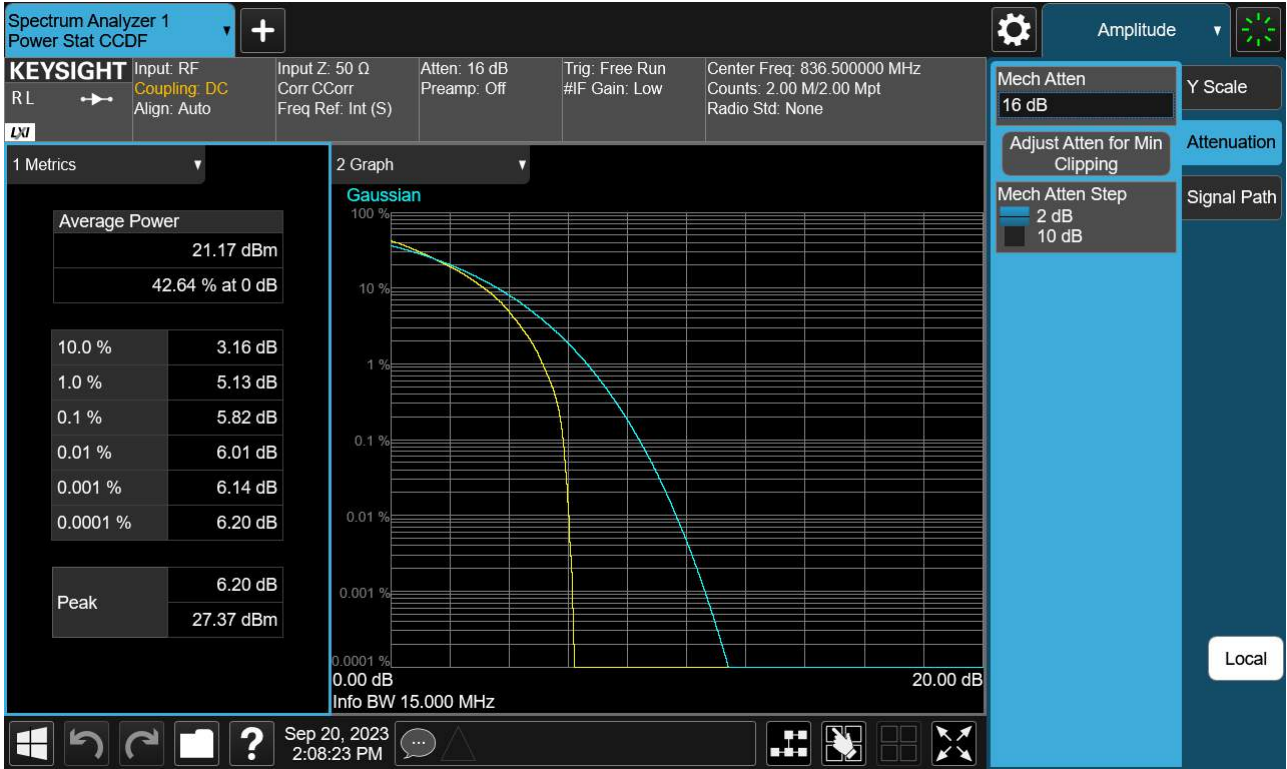 Spectrum Analyzer 1
Power Stat CCDF
+
Amplitude
KEYSIGHT
RL
LXI
Input: RF
Coupling: DC
Align: Auto
Input Z: 50 Ω
Corr CCorr
Freq Ref: Int (S)
Atten: 16 dB
Preamp: Off
Trig: Free Run
#IF Gain: Low
Center Freq: 836.500000 MHz
Counts: 2.00 M/2.00 Mpt
Radio Std: None
1 Metrics
Average Power
21.17 dBm
42.64 % at 0 dB
10.0 % 3.16 dB
1.0 % 5.13 dB
0.1 % 5.82 dB
0.01 % 6.01 dB
0.001 % 6.14 dB
0.0001 % 6.20 dB
Peak
6.20 dB
27.37 dBm
2 Graph
Gaussian
100 %
10 %
1 %
0.1 %
0.01 %
0.001 %
0.0001 %
0.00 dB 20.00 dB
Info BW 15.000 MHz
Mech Atten
16 dB
Adjust Atten for Min
Clipping
Mech Atten Step
2 dB
10 dB
Y Scale
Attenuation
Signal Path
Local
?
Sep 20, 2023
2:08:23 PM